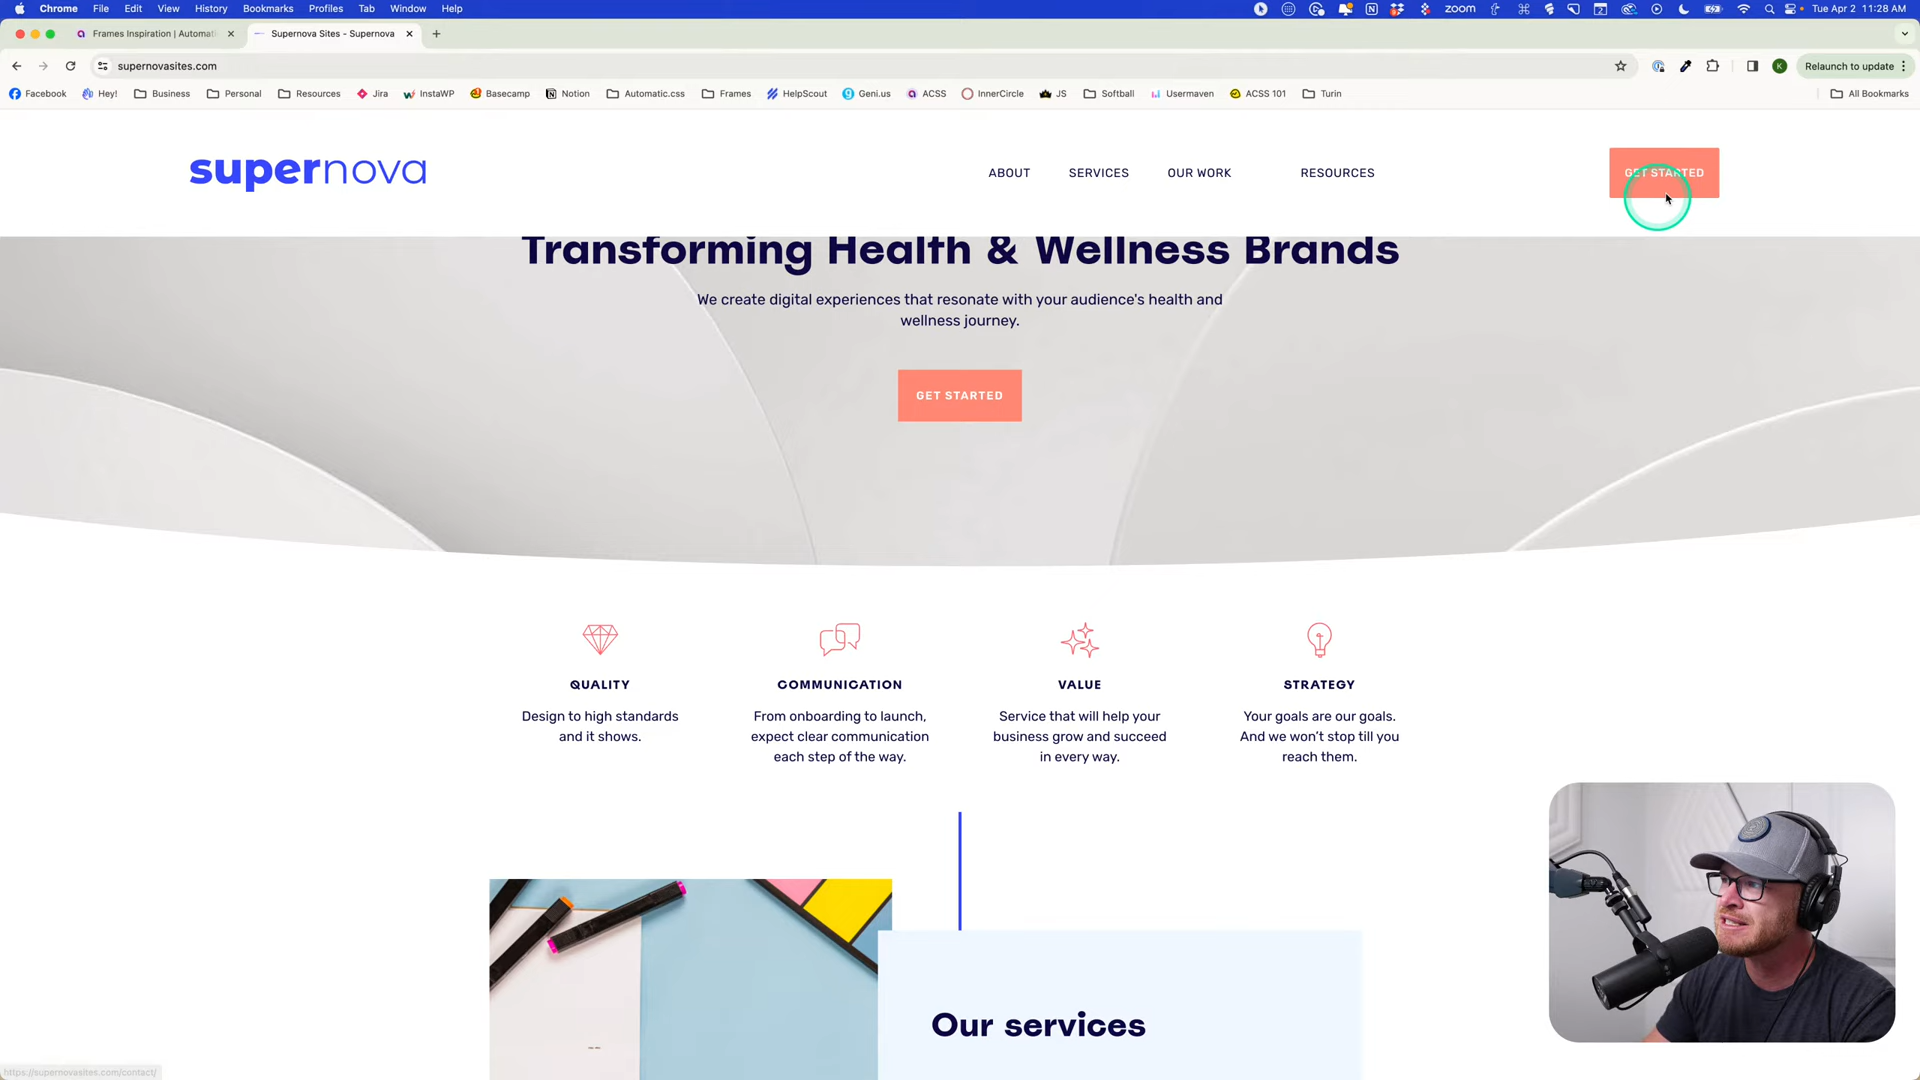 Chrome File Edit View History Bookmarks Profiles Tab Window Help zoom Tue Apr 2 11:28 AM
Frames Inspiration | Automati Supernova Sites - Supernova
supernovasites.com Relaunch to update
Facebook Hey! Business Personal Resources Jira InstaWP Basecamp Notion Automatic.css Frames HelpScout Geni.us ACSS InnerCircle JS Softball Usermaven ACSS 101 Turin All Bookmarks
supernova ABOUT SERVICES OUR WORK RESOURCES GET STARTED
Transforming Health & Wellness Brands
We create digital experiences that resonate with your audience's health and
wellness journey.
GET STARTED
QUALITY
Design to high standards
and it shows.
COMMUNICATION
From onboarding to launch,
expect clear communication
each step of the way.
VALUE
Service that will help your
business grow and succeed
in every way.
STRATEGY
Your goals are our goals.
And we won’t stop till you
reach them.
Our services
https://supernovasites.com/contact/